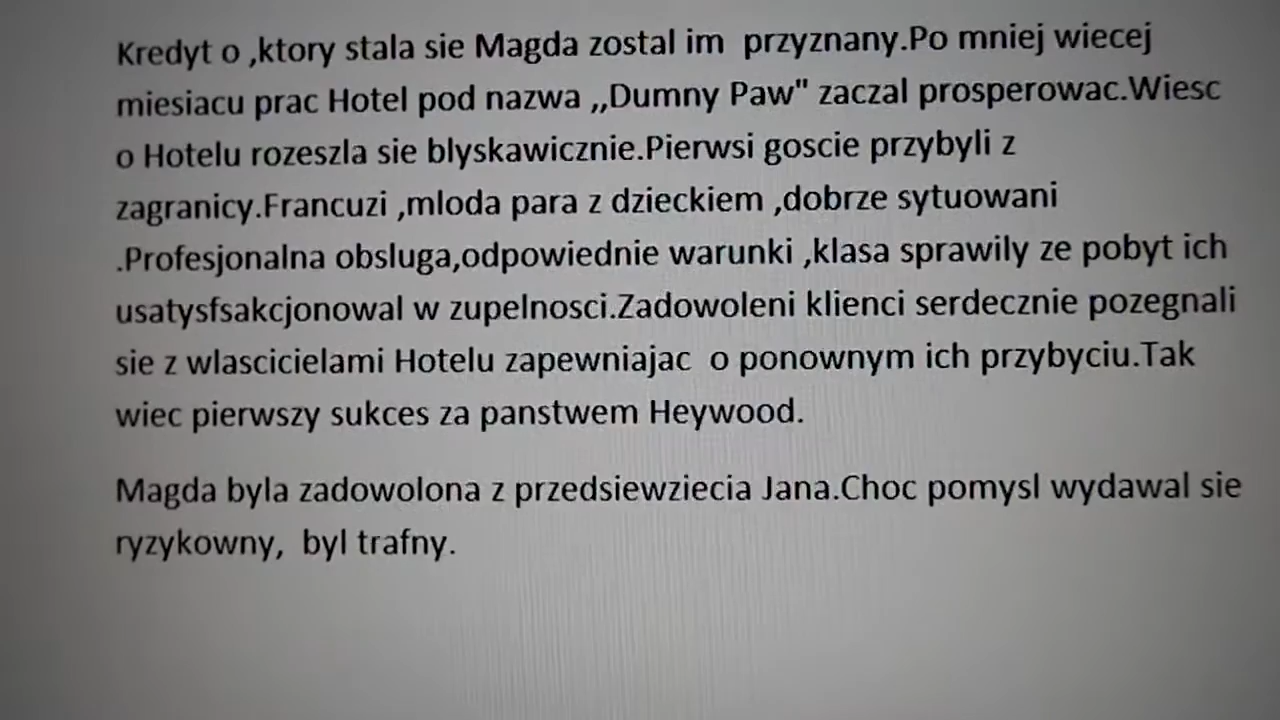 Kredyt o ,ktory stala sie Magda zostal im  przyznany.Po mniej wiecej
miesiacu prac Hotel pod nazwa ,,Dumny Paw" zaczal prosperowac.Wiesc
o Hotelu rozeszla sie blyskawicznie.Pierwsi goscie przybyli z
zagranicy.Francuzi ,mloda para z dzieckiem ,dobrze sytuowani
.Profesjonalna obsluga,odpowiednie warunki ,klasa sprawily ze pobyt ich
usatysfsakcjonowal w zupelnosci.Zadowoleni klienci serdecznie pozegnali
sie z wlascicielami Hotelu zapewniajac  o ponownym ich przybyciu.Tak
wiec pierwszy sukces za panstwem Heywood.
Magda byla zadowolona z przedsiewziecia Jana.Choc pomysl wydawal sie
ryzykowny,  byl trafny.